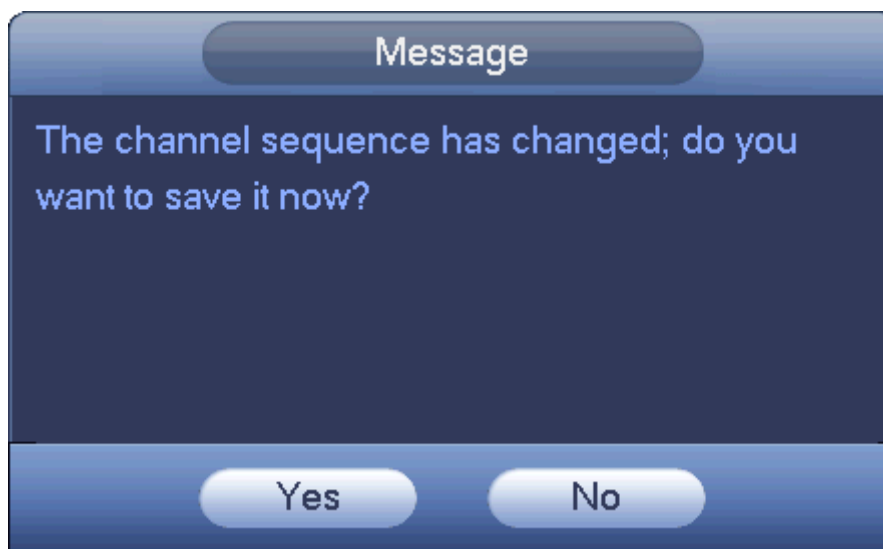 Message
The channel sequence has changed; do you
want to save it now?
Yes No